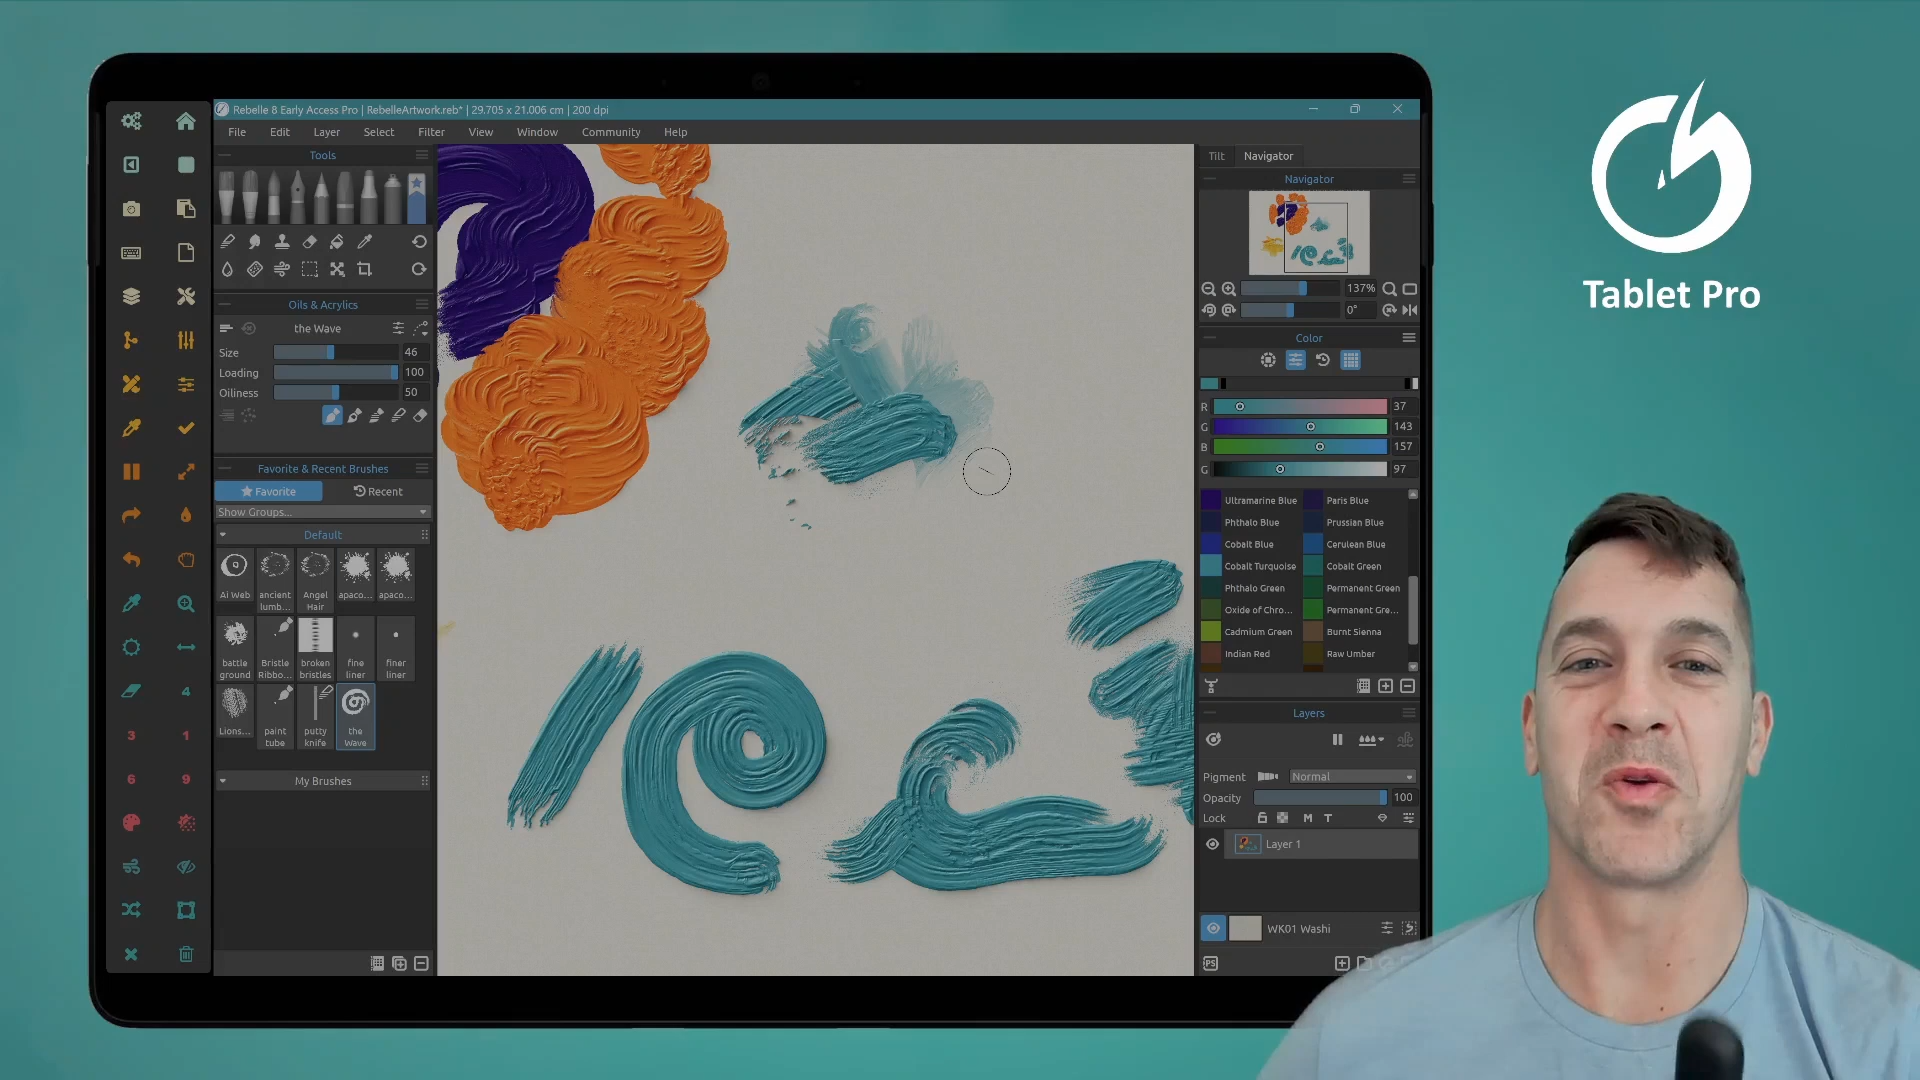 Rebelle 8 Early Access Pro | RebelleArtwork.reb* | 29.705 x 21.006 cm | 200 dpi
File Edit Layer Select Filter View Window Community Help
Tools
Oils & Acrylics
the Wave
Size 46
Loading 100
Oiliness 50
Favorite & Recent Brushes
Favorite Recent
Show Groups...
Default
Ai Web
ancient lumb...
Angel Hair
apaco...
apaco...
battle ground
Bristle Ribbo...
broken bristles
fine liner
finer liner
Lions...
paint tube
putty knife
the Wave
My Brushes
4
3 1
6 9
Tilt Navigator
Navigator
137%
0°
Color
R 37
G 143
B 157
G 97
Ultramarine Blue Paris Blue
Phthalo Blue Prussian Blue
Cobalt Blue Cerulean Blue
Cobalt Turquoise Cobalt Green
Phthalo Green Permanent Green
Oxide of Chro... Permanent Gre...
Cadmium Green Burnt Sienna
Indian Red Raw Umber
Layers
Pigment Normal
Opacity 100
Lock M T
Layer 1
WK01 Washi
PS
Tablet Pro